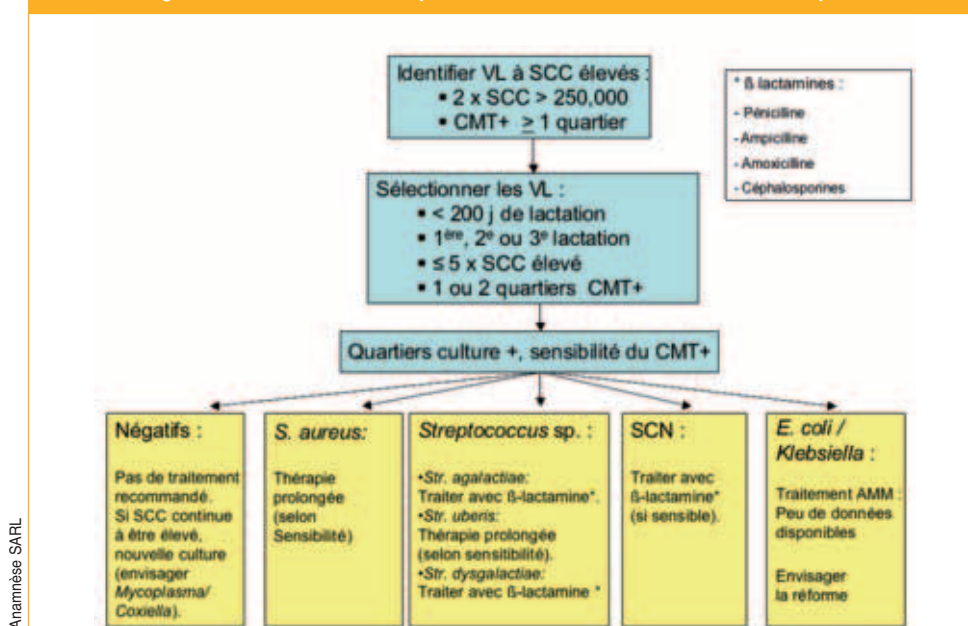 Identifier VL à SCC élevés :
▪ 2 x SCC > 250,000
▪ CMT+ ≥ 1 quartier
* ß lactamines :
- Pénicilline
- Ampicilline
- Amoxicilline
- Céphalosporines
Sélectionner les VL :
▪ < 200 j de lactation
▪ 1ère, 2e ou 3e lactation
▪ ≤ 5 x SCC élevé
▪ 1 ou 2 quartiers CMT+
Quartiers culture +, sensibilité du CMT+
Négatifs :
Pas de traitement
recommandé.
Si SCC continue
à être élevé,
nouvelle culture
(envisager
Mycoplasma/
Coxiella).
S. aureus:
Thérapie
prolongée
(selon
Sensibilité)
Streptococcus sp. :
•Str. agalactiae:
Traiter avec ß-lactamine*.
•Str. uberis:
Thérapie prolongée
(selon sensitibilité).
•Str. dysgalactiae:
Traiter avec ß-lactamine *
SCN :
Traiter avec
ß-lactamine*
(si sensible).
E. coli /
Klebsiella :
Traitement AMM :
Peu de données
disponibles
Envisager
la réforme
Anamnèse SARL